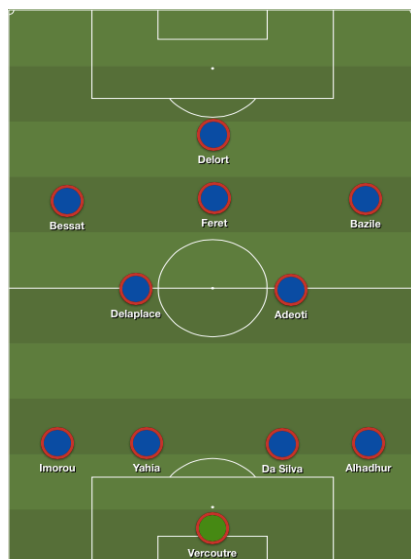 Delort
Bessat Feret Bazile
Delaplace Adeoti
Imorou Yahia Da Silva Alhadhur
Vercoutre